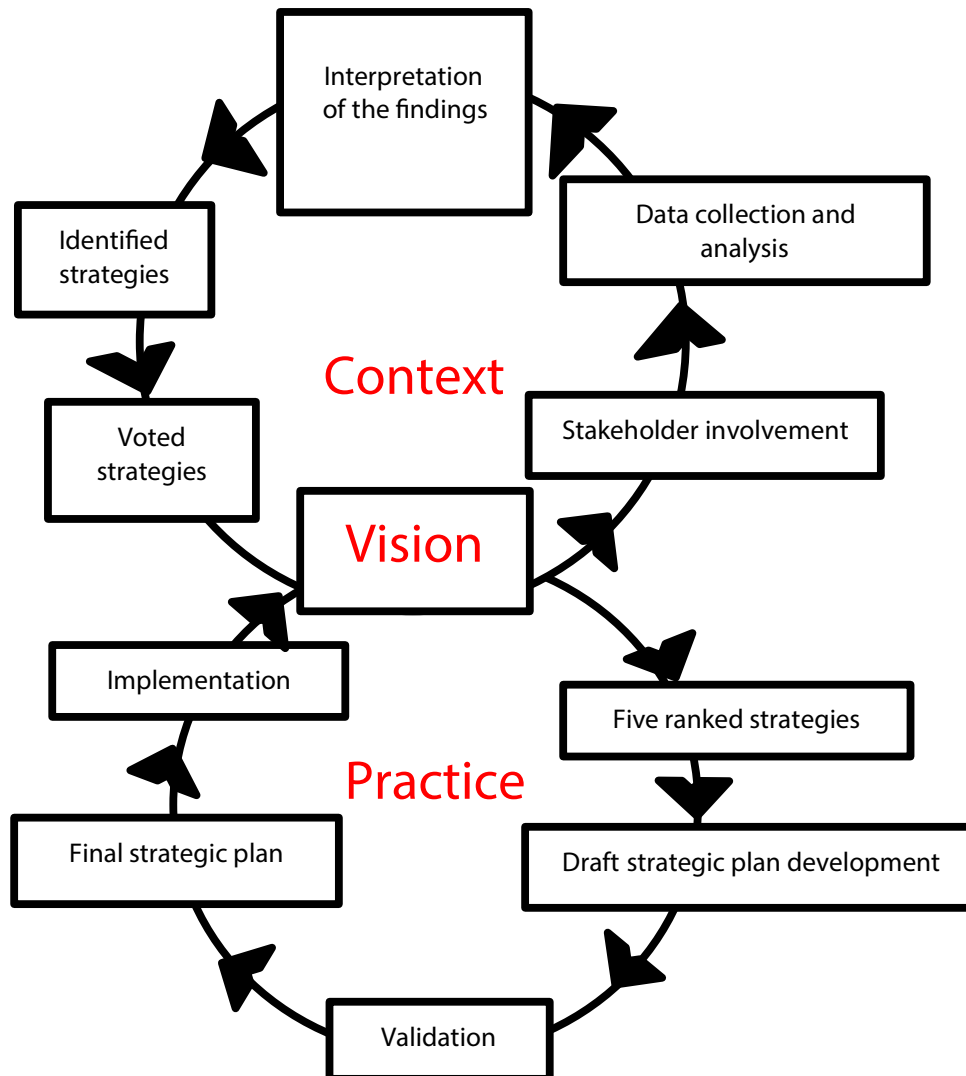 Interpretation
of the findings
Data collection and
analysis
Identified
strategies
Context
Voted
strategies
Stakeholder involvement
Vision
Implementation
Five ranked strategies
Practice
Final strategic plan
Draft strategic plan development
Validation